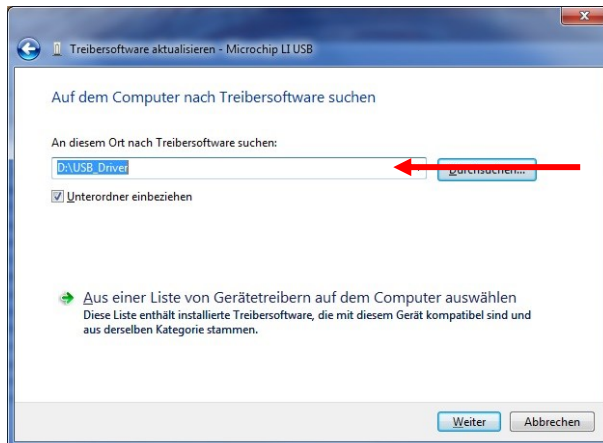 Treibersoftware aktualisieren - Microchip LI USB
Auf dem Computer nach Treibersoftware suchen
An diesem Ort nach Treibersoftware suchen:
D:\USB_Driver
Durchsuchen...
Unterordner einbeziehen
Aus einer Liste von Gerätetreibern auf dem Computer auswählen
Diese Liste enthält installierte Treibersoftware, die mit diesem Gerät kompatibel sind und
aus derselben Kategorie stammen.
Weiter
Abbrechen